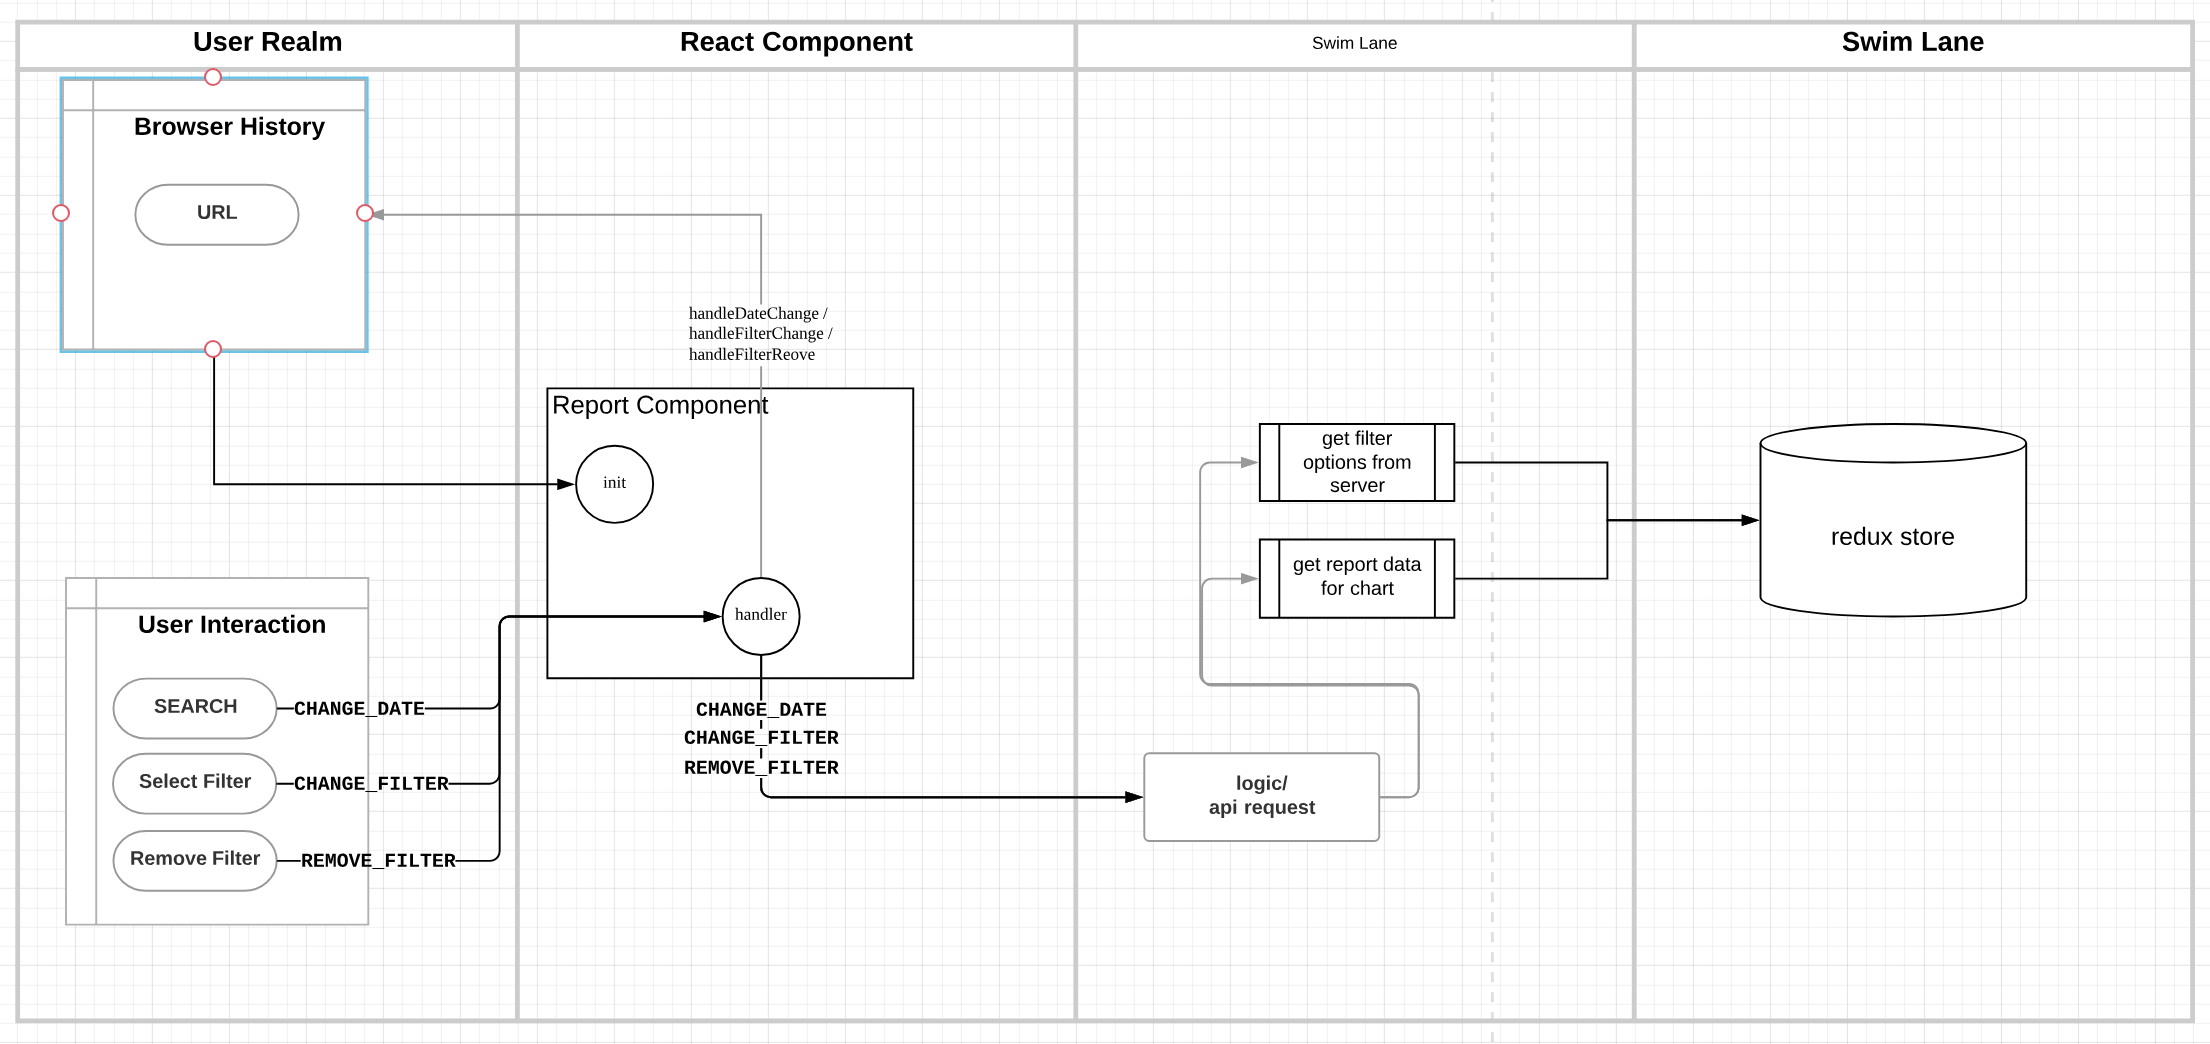 User Realm
React Component
Swim Lane
Swim Lane
Browser History
URL
handleDateChange /
handleFilterChange /
handleFilterReove
Report Component
init
handler
get filter
options from
server
get report data
for chart
redux store
User Interaction
SEARCH
CHANGE_DATE
Select Filter
CHANGE_FILTER
Remove Filter
REMOVE_FILTER
CHANGE_DATE
CHANGE_FILTER
REMOVE_FILTER
logic/
api request